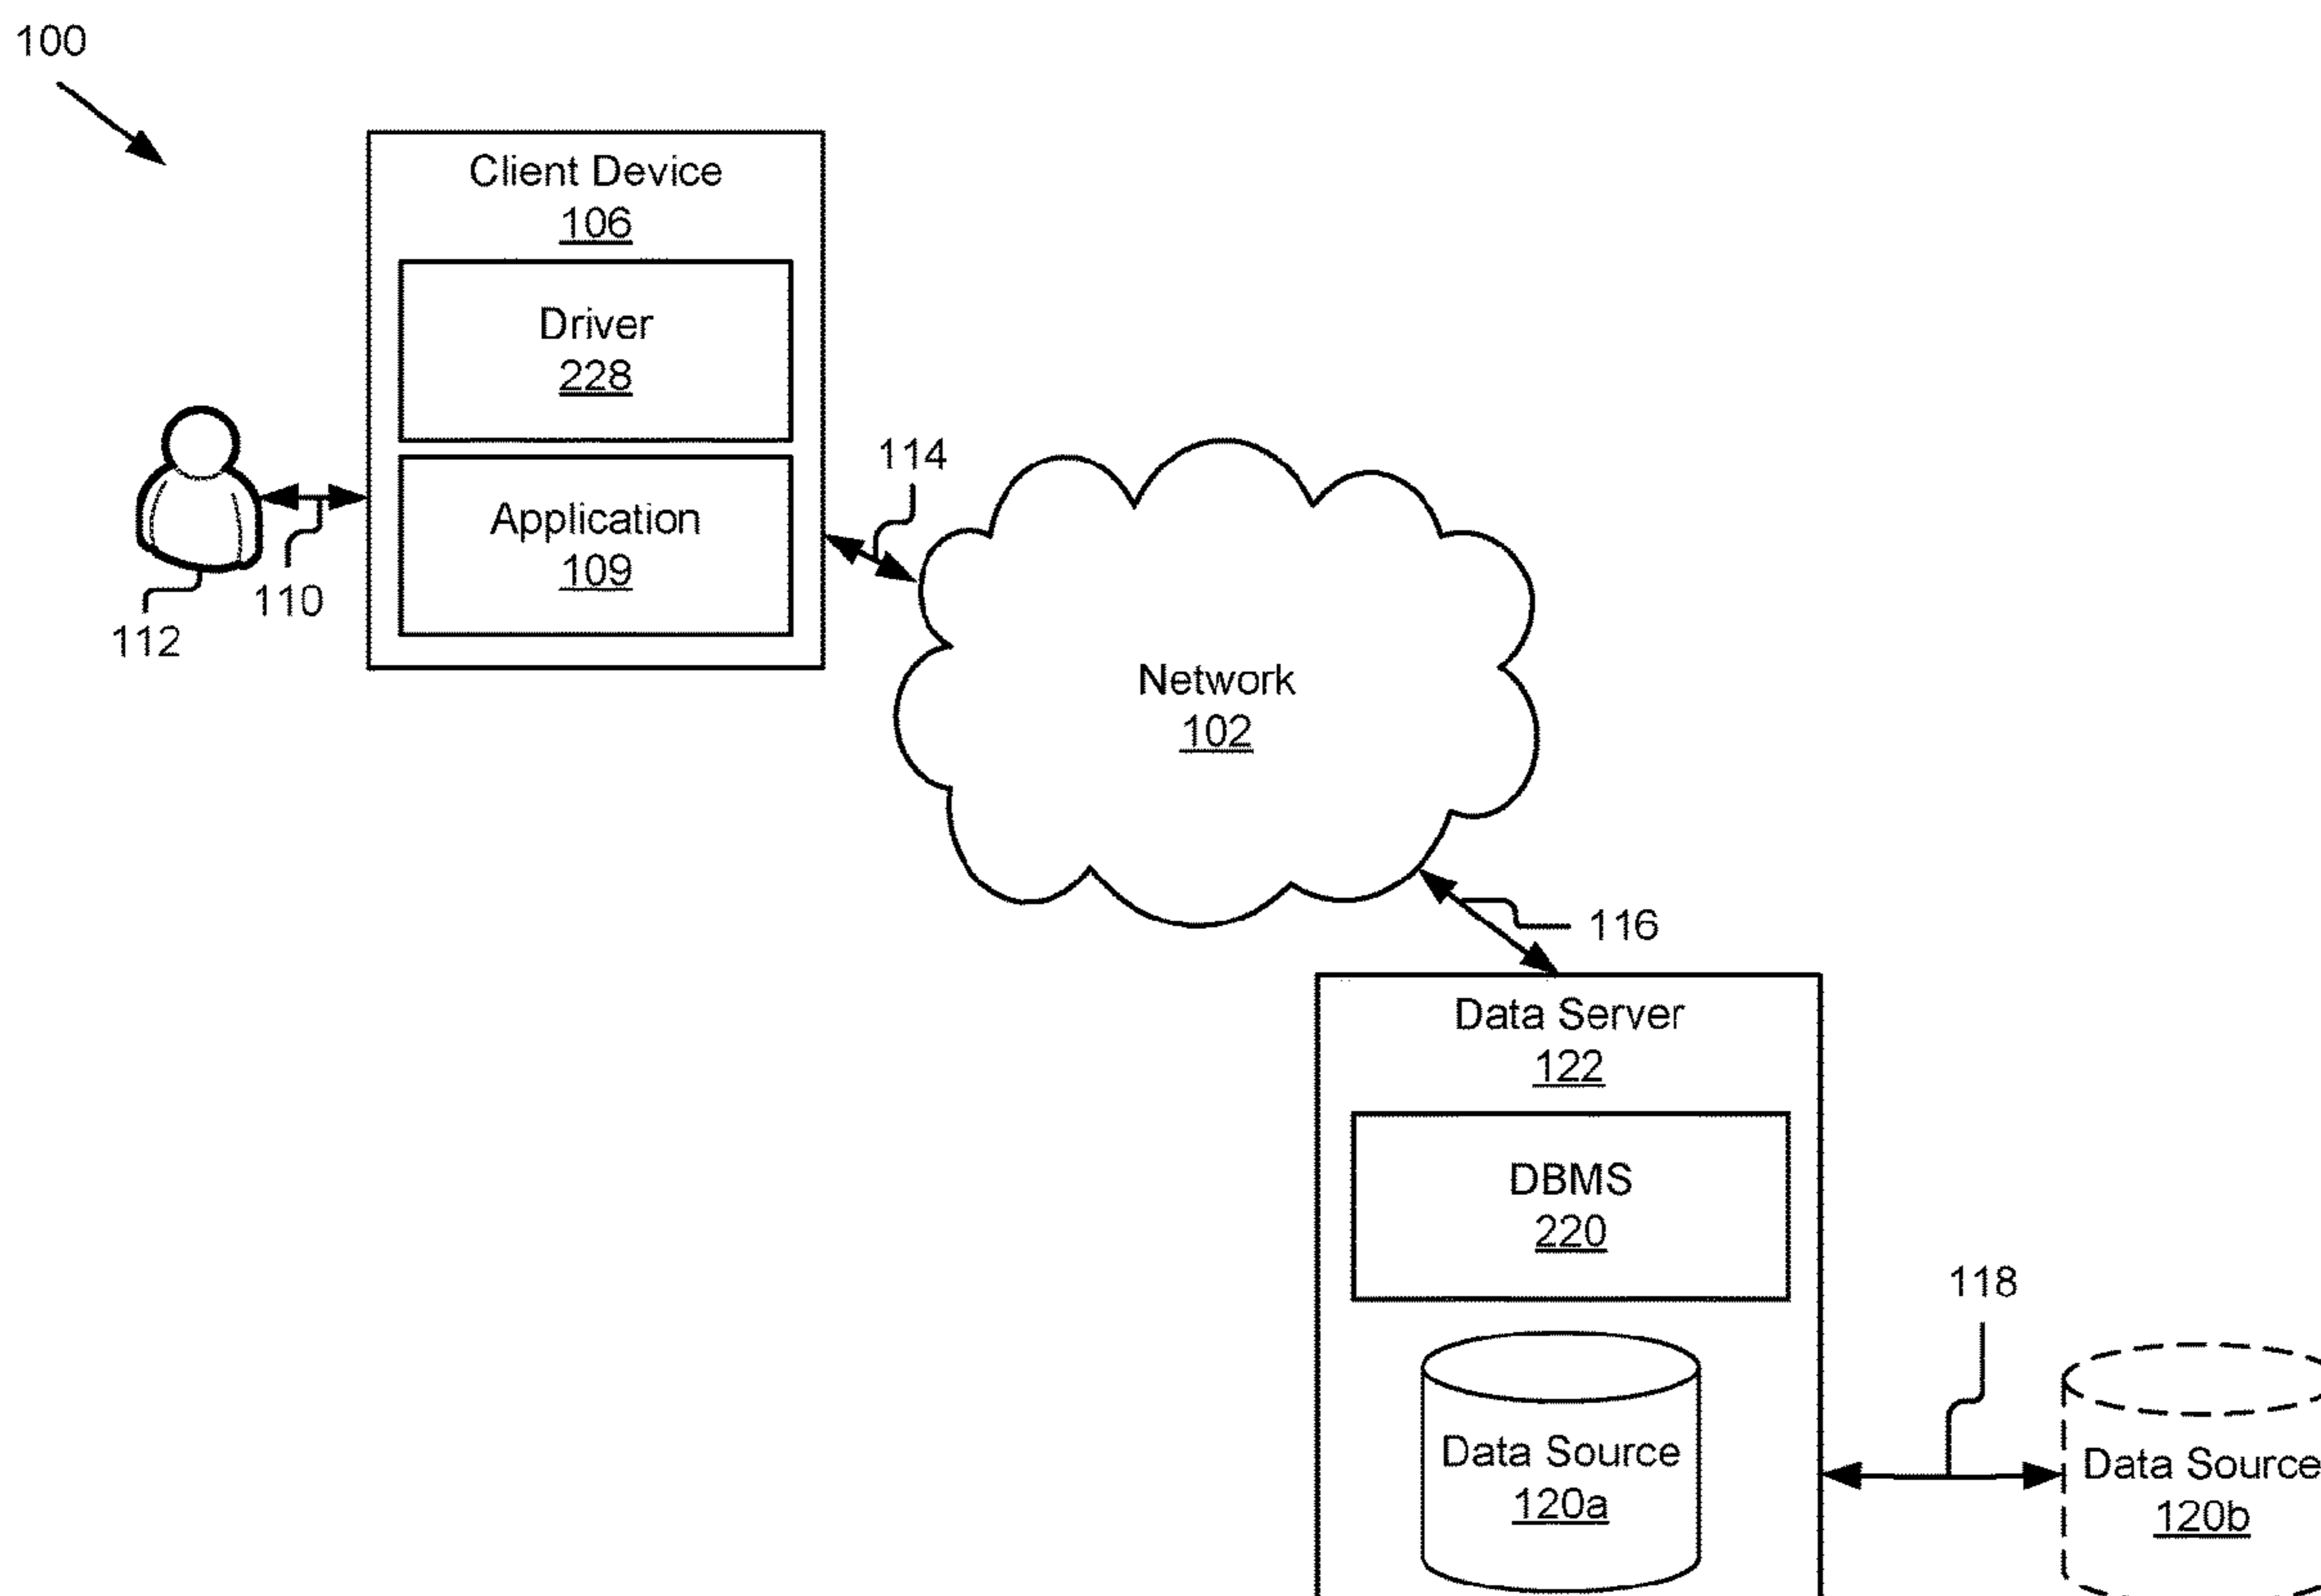 100
Client Device
106
Driver
228
Application
109
110
112
114
Network
102
116
Data Server
122
DBMS
220
Data Source
120a
118
Data Source
120b